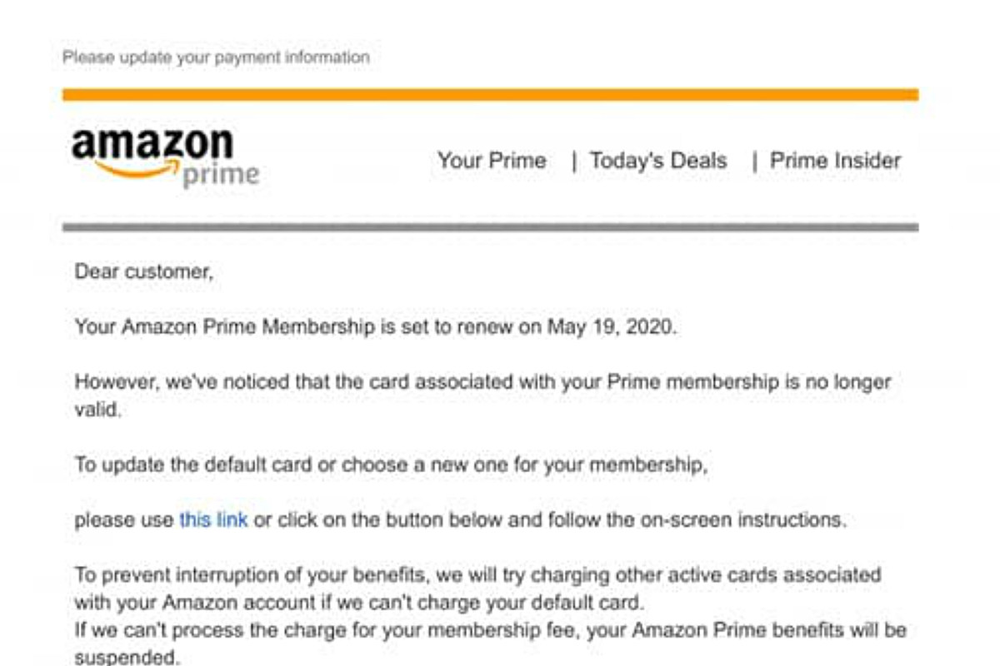 Please update your payment information
amazon
prime
Your Prime | Today's Deals | Prime Insider
Dear customer,
Your Amazon Prime Membership is set to renew on May 19, 2020.
However, we've noticed that the card associated with your Prime membership is no longer
valid.
To update the default card or choose a new one for your membership,
please use this link or click on the button below and follow the on-screen instructions.
To prevent interruption of your benefits, we will try charging other active cards associated
with your Amazon account if we can't charge your default card.
If we can't process the charge for your membership fee, your Amazon Prime benefits will be
suspended.